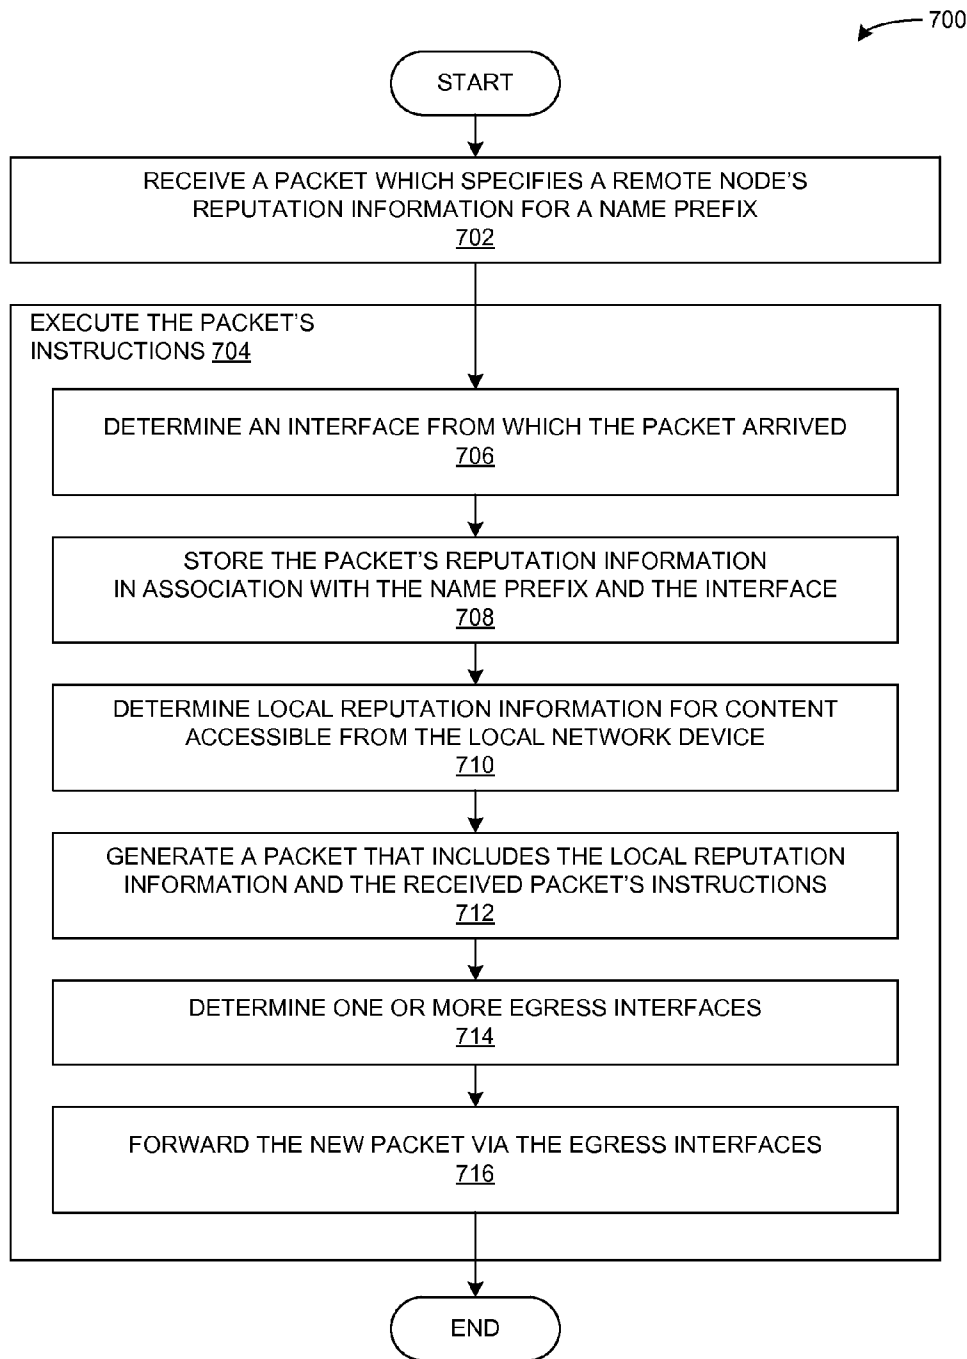 700
START
RECEIVE A PACKET WHICH SPECIFIES A REMOTE NODE'S
REPUTATION INFORMATION FOR A NAME PREFIX
702
EXECUTE THE PACKET'S
INSTRUCTIONS 704
DETERMINE AN INTERFACE FROM WHICH THE PACKET ARRIVED
706
STORE THE PACKET'S REPUTATION INFORMATION
IN ASSOCIATION WITH THE NAME PREFIX AND THE INTERFACE
708
DETERMINE LOCAL REPUTATION INFORMATION FOR CONTENT
ACCESSIBLE FROM THE LOCAL NETWORK DEVICE
710
GENERATE A PACKET THAT INCLUDES THE LOCAL REPUTATION
INFORMATION AND THE RECEIVED PACKET'S INSTRUCTIONS
712
DETERMINE ONE OR MORE EGRESS INTERFACES
714
FORWARD THE NEW PACKET VIA THE EGRESS INTERFACES
716
END